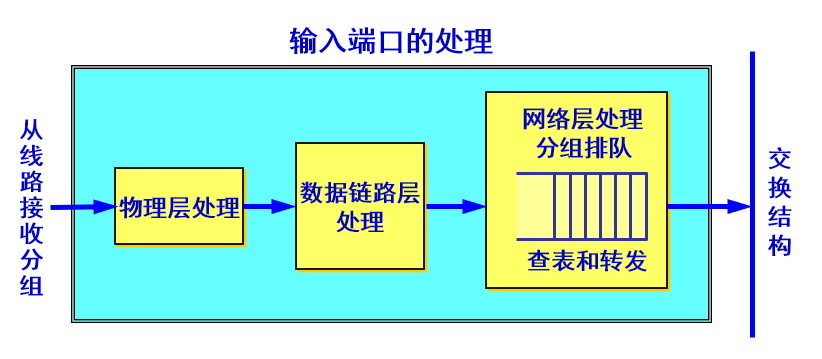 输入端口的处理
从线路接收分组
物理层处理
数据链路层
处理
网络层处理
分组排队
查表和转发
交换结构